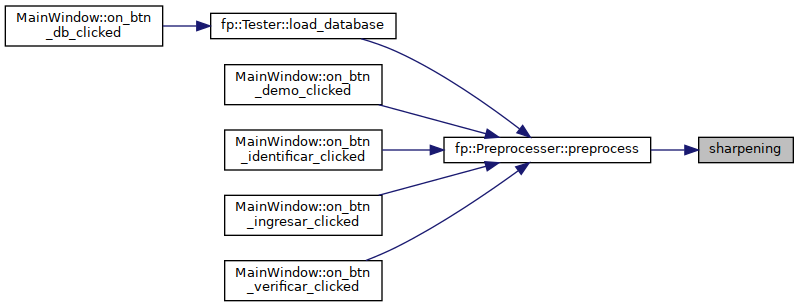 MainWindow::on_btn
_db_clicked
fp::Tester::load_database
MainWindow::on_btn
_demo_clicked
MainWindow::on_btn
_identificar_clicked
MainWindow::on_btn
_ingresar_clicked
MainWindow::on_btn
_verificar_clicked
fp::Preprocesser::preprocess
sharpening